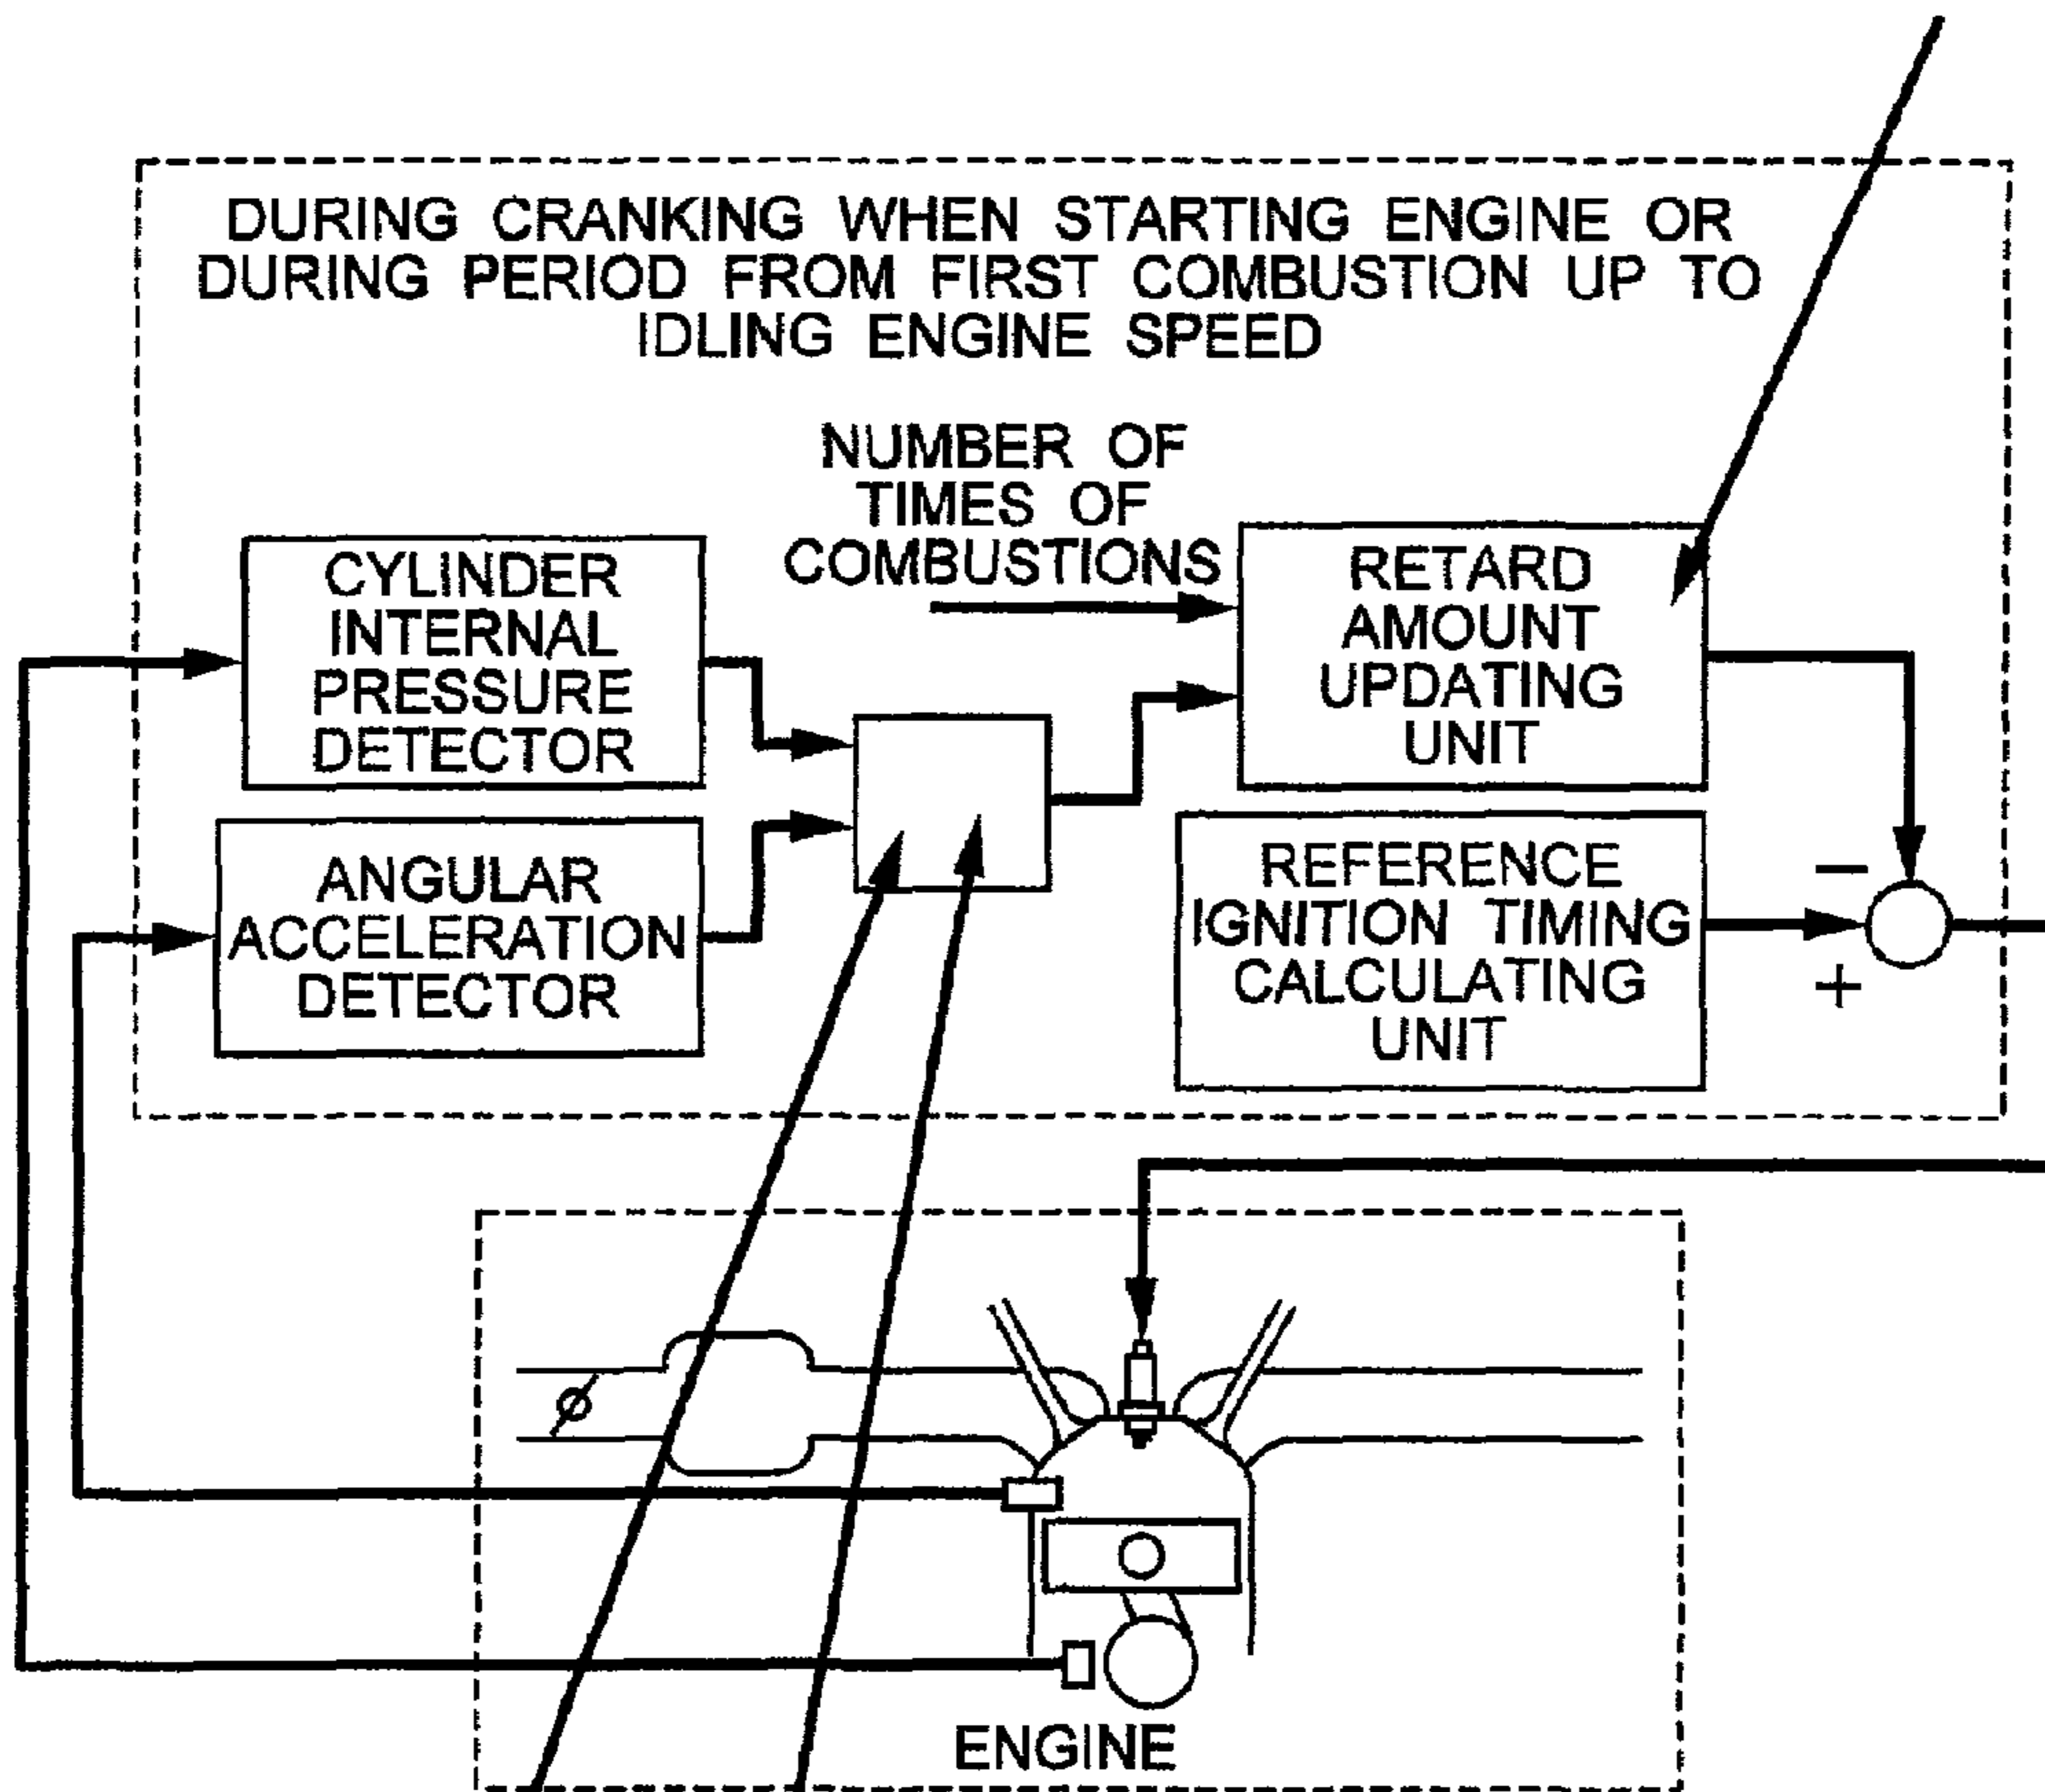 DURING CRANKING WHEN STARTING ENGINE OR
DURING PERIOD FROM FIRST COMBUSTION UP TO
IDLING ENGINE SPEED
NUMBER OF
TIMES OF
COMBUSTIONS
CYLINDER
INTERNAL
PRESSURE
DETECTOR
RETARD
AMOUNT
UPDATING
UNIT
ANGULAR
ACCELERATION
DETECTOR
REFERENCE
IGNITION TIMING
CALCULATING
UNIT
−
+
ENGINE